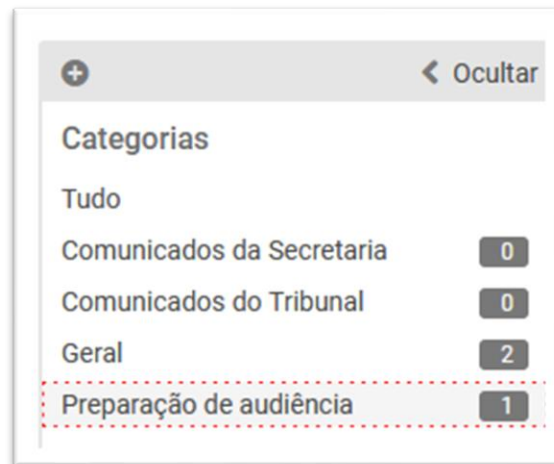 Ocultar
Categorias
Tudo
Comunicados da Secretaria 0
Comunicados do Tribunal 0
Geral 2
Preparação de audiência 1